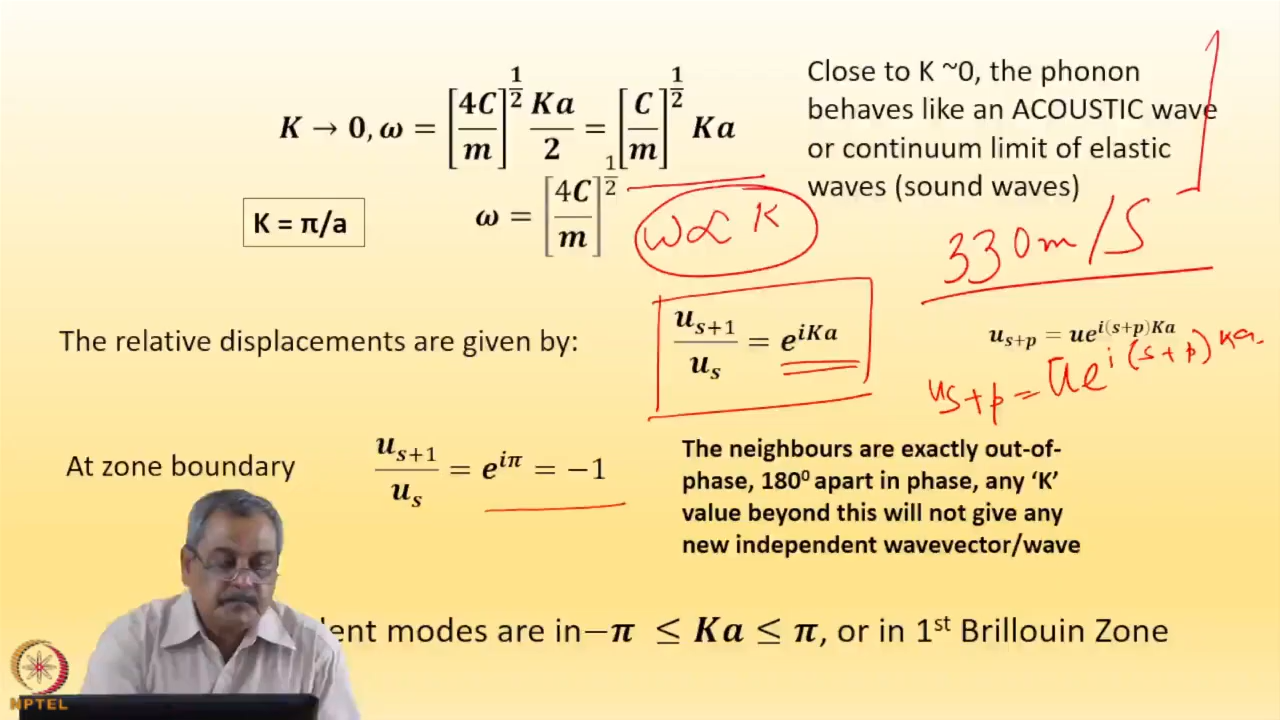 K → 0, ω = [4C/m]^{1/2} Ka/2 = [C/m]^{1/2} Ka
Close to K ~0, the phonon
behaves like an ACOUSTIC wave
or continuum limit of elastic
waves (sound waves)
K = π/a
ω = [4C/m]^{1/2}
ω∝ K
330m/S
The relative displacements are given by:
u_{s+1}/u_s = e^{iKa}
u_{s+p} = ue^{i(s+p)Ka}
u_{s+p} = ue^{i(s+p)Ka}
At zone boundary
u_{s+1}/u_s = e^{iπ} = −1
The neighbours are exactly out-of-
phase, 180⁰ apart in phase, any ‘K’
value beyond this will not give any
new independent wavevector/wave
modes are in−π ≤ Ka ≤ π, or in 1st Brillouin Zone
NPTEL